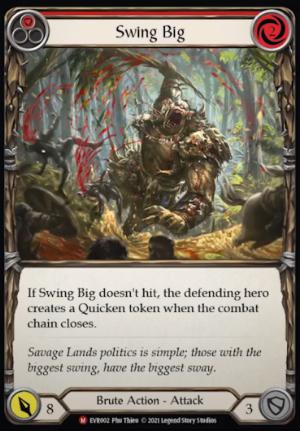 Swing Big
If Swing Big doesn't hit, the defending hero
creates a Quicken token when the combat
chain closes.
Savage Lands politics is simple; those with the
biggest swing, have the biggest sway.
8
Brute Action - Attack
3
M EVR002 Phu Thieu © 2021 Legend Story Studios